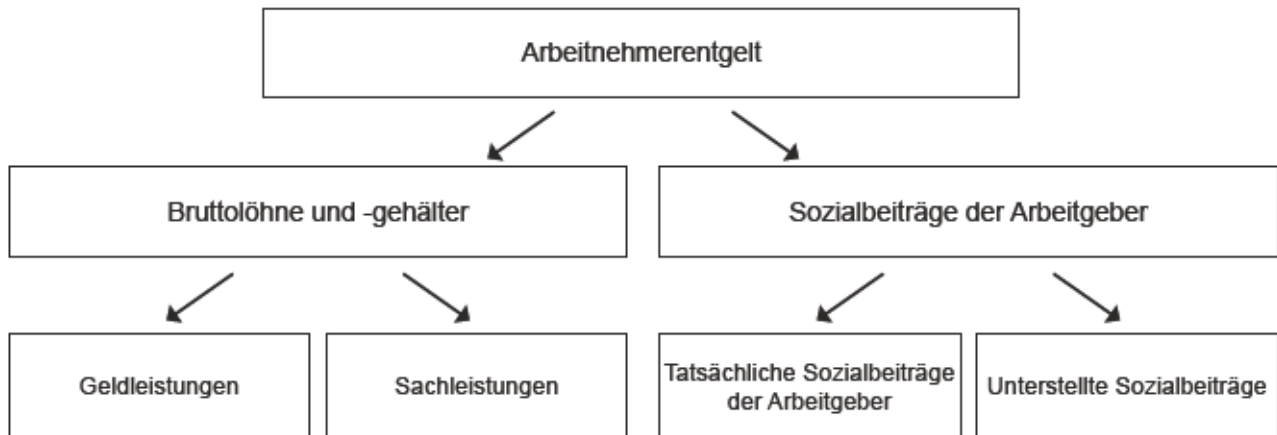 Arbeitnehmerentgelt
Bruttolöhne und -gehälter
Sozialbeiträge der Arbeitgeber
Geldleistungen
Sachleistungen
Tatsächliche Sozialbeiträge
der Arbeitgeber
Unterstellte Sozialbeiträge